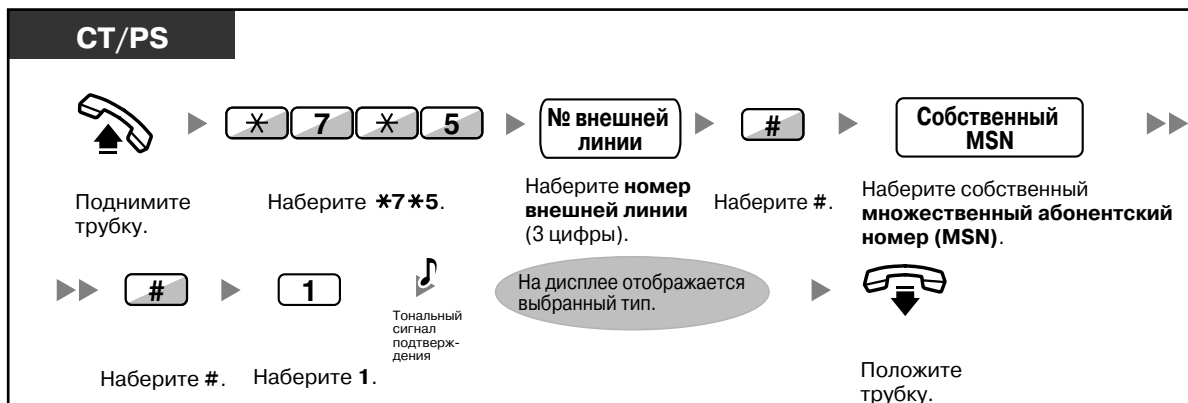 CT/PS
✳ 7 ✳ 5
№ внешней
линии
#
Собственный
MSN
Поднимите
трубку.
Наберите ✳7✳5.
Наберите номер
внешней линии
(3 цифры).
Наберите #.
Наберите собственный
множественный абонентский
номер (MSN).
#
1
Тональный
сигнал
подтверж-
дения
На дисплее отображается
выбранный тип.
Наберите #.
Наберите 1.
Положите
трубку.